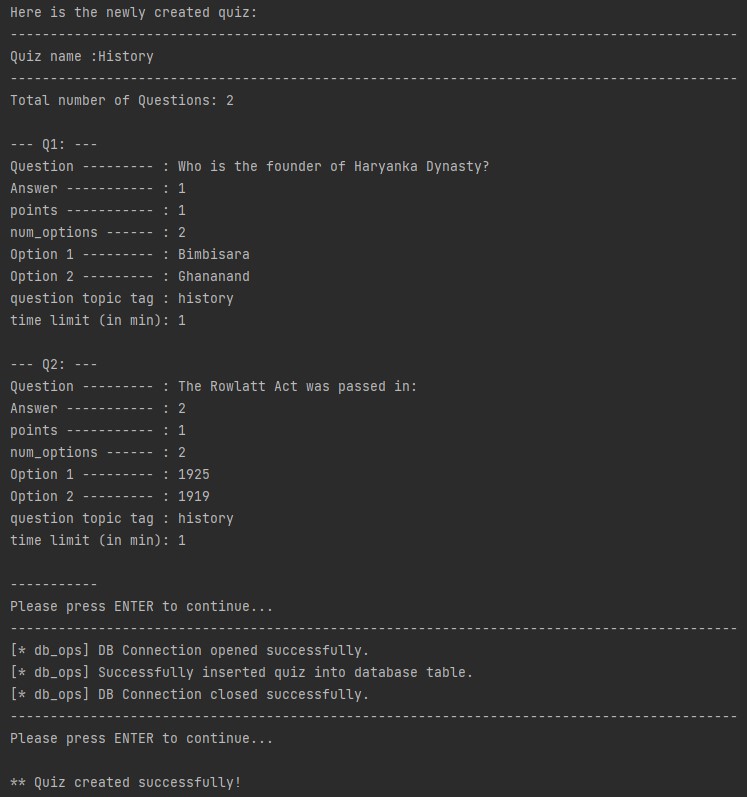 Here is the newly created quiz:
-------------------------------------------------------------------------------------------
Quiz name :History
-------------------------------------------------------------------------------------------
Total number of Questions: 2
--- Q1: ---
Question --------- : Who is the founder of Haryanka Dynasty?
Answer ----------- : 1
points ----------- : 1
num_options ------ : 2
Option 1 --------- : Bimbisara
Option 2 --------- : Ghananand
question topic tag : history
time limit (in min): 1
--- Q2: ---
Question --------- : The Rowlatt Act was passed in:
Answer ----------- : 2
points ----------- : 1
num_options ------ : 2
Option 1 --------- : 1925
Option 2 --------- : 1919
question topic tag : history
time limit (in min): 1
-----------
Please press ENTER to continue...
-------------------------------------------------------------------------------------------
[* db_ops] DB Connection opened successfully.
[* db_ops] Successfully inserted quiz into database table.
[* db_ops] DB Connection closed successfully.
-------------------------------------------------------------------------------------------
Please press ENTER to continue...
** Quiz created successfully!